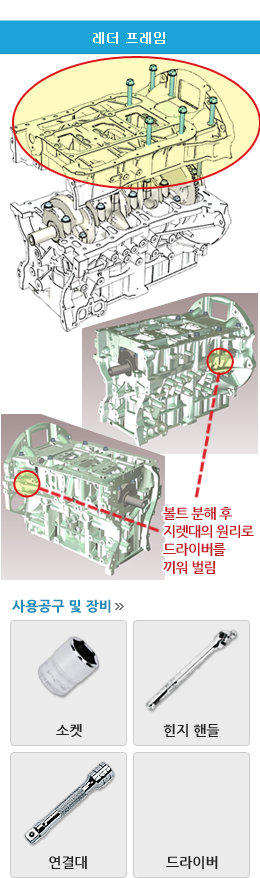 레더 프레임
볼트 분해 후
지렛대의 원리로
드라이버를
끼워 벌림
사용공구 및 장비 »
소켓
힌지 핸들
연결대
드라이버